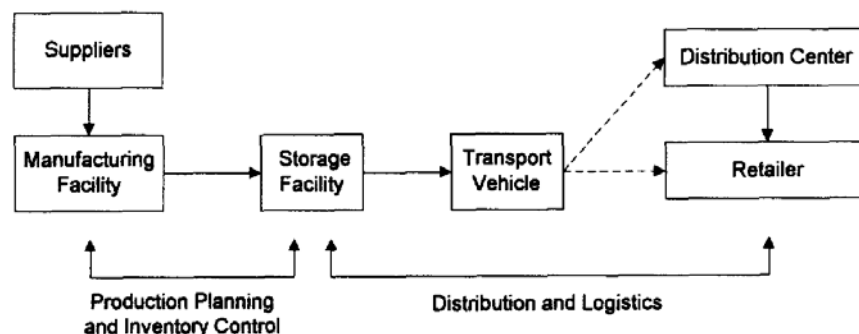 Suppliers
Distribution Center
Manufacturing
Facility
Storage
Facility
Transport
Vehicle
Retailer
Production Planning
and Inventory Control
Distribution and Logistics